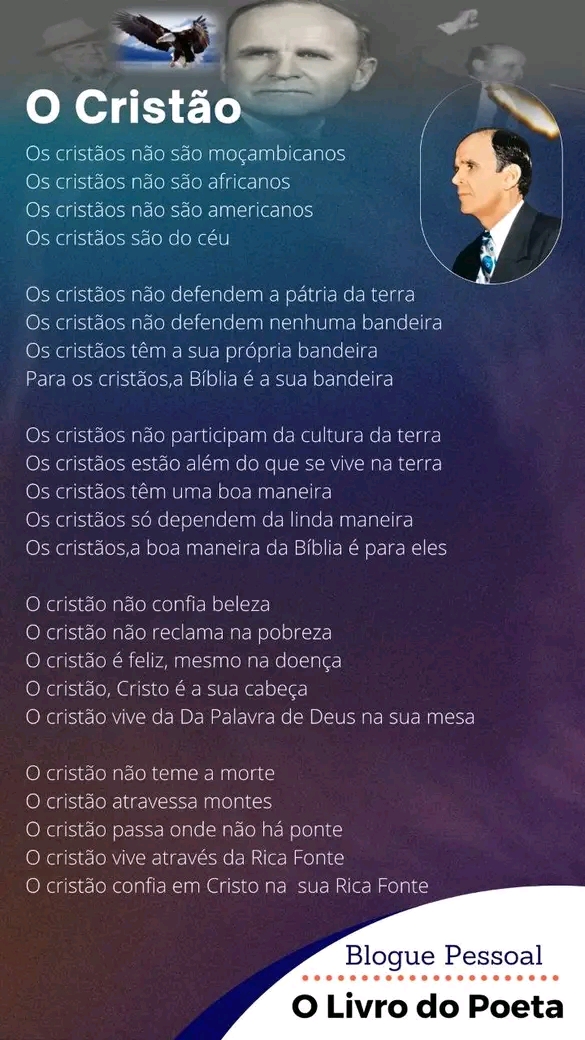 O Cristão
Os cristãos não são moçambicanos
Os cristãos não são africanos
Os cristãos não são americanos
Os cristãos são do céu
Os cristãos não defendem a pátria da terra
Os cristãos não defendem nenhuma bandeira
Os cristãos têm a sua própria bandeira
Para os cristãos,a Bíblia é a sua bandeira
Os cristãos não participam da cultura da terra
Os cristãos estão além do que se vive na terra
Os cristãos têm uma boa maneira
Os cristãos só dependem da linda maneira
Os cristãos,a boa maneira da Bíblia é para eles
O cristão não confia beleza
O cristão não reclama na pobreza
O cristão é feliz, mesmo na doença
O cristão, Cristo é a sua cabeça
O cristão vive da Da Palavra de Deus na sua mesa
O cristão não teme a morte
O cristão atravessa montes
O cristão passa onde não há ponte
O cristão vive através da Rica Fonte
O cristão confia em Cristo na  sua Rica Fonte
Blogue Pessoal
O Livro do Poeta